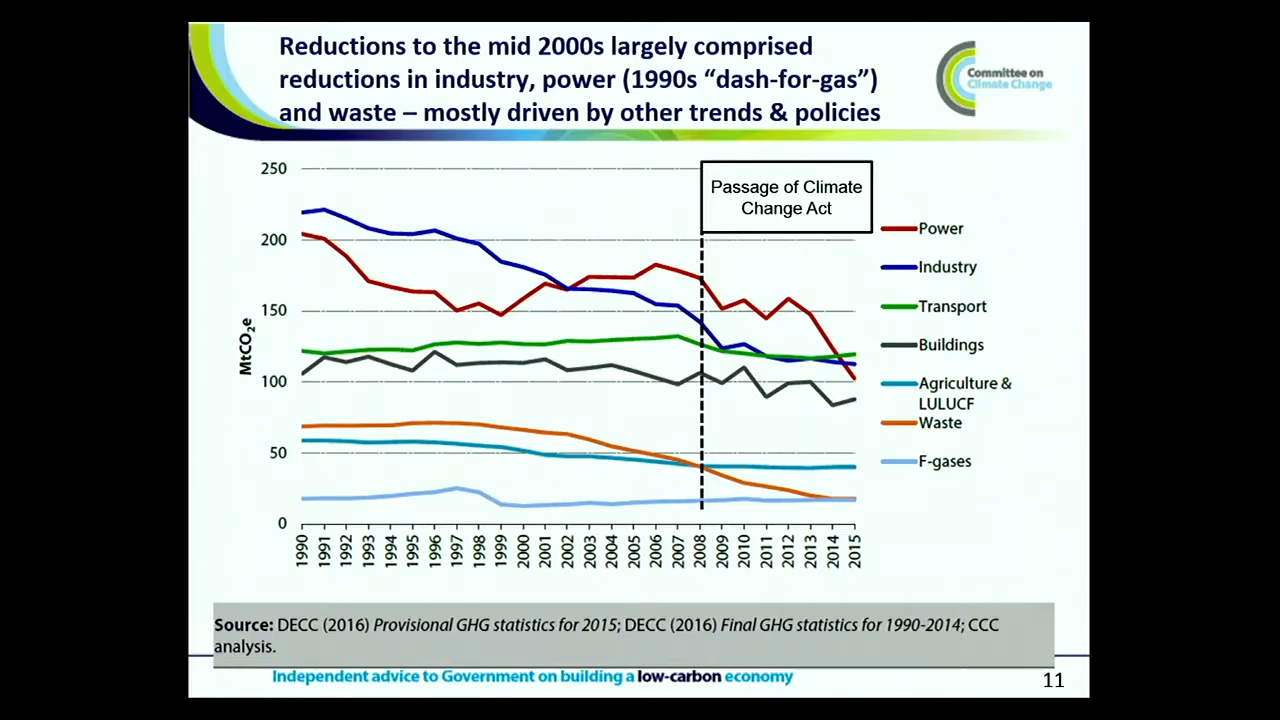 Reductions to the mid 2000s largely comprised
reductions in industry, power (1990s “dash-for-gas”)
and waste – mostly driven by other trends & policies
Committee on
Climate Change
250
200
150
100
50
0
MtCO₂e
Passage of Climate
Change Act
Power
Industry
Transport
Buildings
Agriculture &
LULUCF
Waste
F-gases
1990
1991
1992
1993
1994
1995
1996
1997
1998
1999
2000
2001
2002
2003
2004
2005
2006
2007
2008
2009
2010
2011
2012
2013
2014
2015
Source: DECC (2016) Provisional GHG statistics for 2015; DECC (2016) Final GHG statistics for 1990-2014; CCC
analysis.
Independent advice to Government on building a low-carbon economy
11